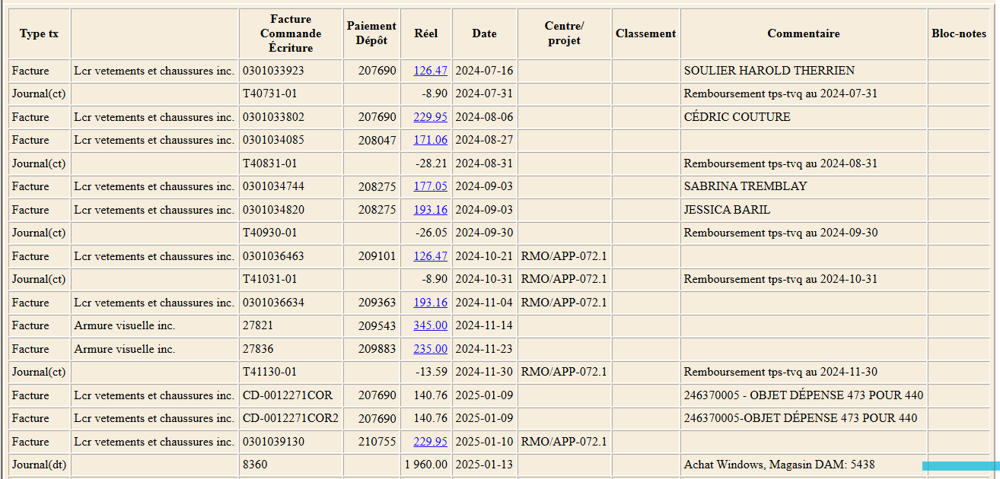 Type tx Facture Commande Écriture Paiement Dépôt Réel Date Centre/ projet Classement Commentaire Bloc-notes
Facture Lcr vetements et chaussures inc. 0301033923 207690 126.47 2024-07-16 SOULIER HAROLD THERRIEN
Journal(ct) T40731-01 -8.90 2024-07-31 Remboursement tps-tvq au 2024-07-31
Facture Lcr vetements et chaussures inc. 0301033802 207690 229.95 2024-08-06 CÉDRIC COUTURE
Facture Lcr vetements et chaussures inc. 0301034085 208047 171.06 2024-08-27
Journal(ct) T40831-01 -28.21 2024-08-31 Remboursement tps-tvq au 2024-08-31
Facture Lcr vetements et chaussures inc. 0301034744 208275 177.05 2024-09-03 SABRINA TREMBLAY
Facture Lcr vetements et chaussures inc. 0301034820 208275 193.16 2024-09-03 JESSICA BARIL
Journal(ct) T40930-01 -26.05 2024-09-30 Remboursement tps-tvq au 2024-09-30
Facture Lcr vetements et chaussures inc. 0301036463 209101 126.47 2024-10-21 RMO/APP-072.1
Journal(ct) T41031-01 -8.90 2024-10-31 RMO/APP-072.1 Remboursement tps-tvq au 2024-10-31
Facture Lcr vetements et chaussures inc. 0301036634 209363 193.16 2024-11-04 RMO/APP-072.1
Facture Armure visuelle inc. 27821 209543 345.00 2024-11-14
Facture Armure visuelle inc. 27836 209883 235.00 2024-11-23
Journal(ct) T41130-01 -13.59 2024-11-30 RMO/APP-072.1 Remboursement tps-tvq au 2024-11-30
Facture Lcr vetements et chaussures inc. CD-0012271COR 207690 140.76 2025-01-09 246370005 - OBJET DÉPENSE 473 POUR 440
Facture Lcr vetements et chaussures inc. CD-0012271COR2 207690 140.76 2025-01-09 246370005-OBJET DÉPENSE 473 POUR 440
Facture Lcr vetements et chaussures inc. 0301039130 210755 229.95 2025-01-10 RMO/APP-072.1
Journal(dt) 8360 1 960.00 2025-01-13 Achat Windows, Magasin DAM: 5438